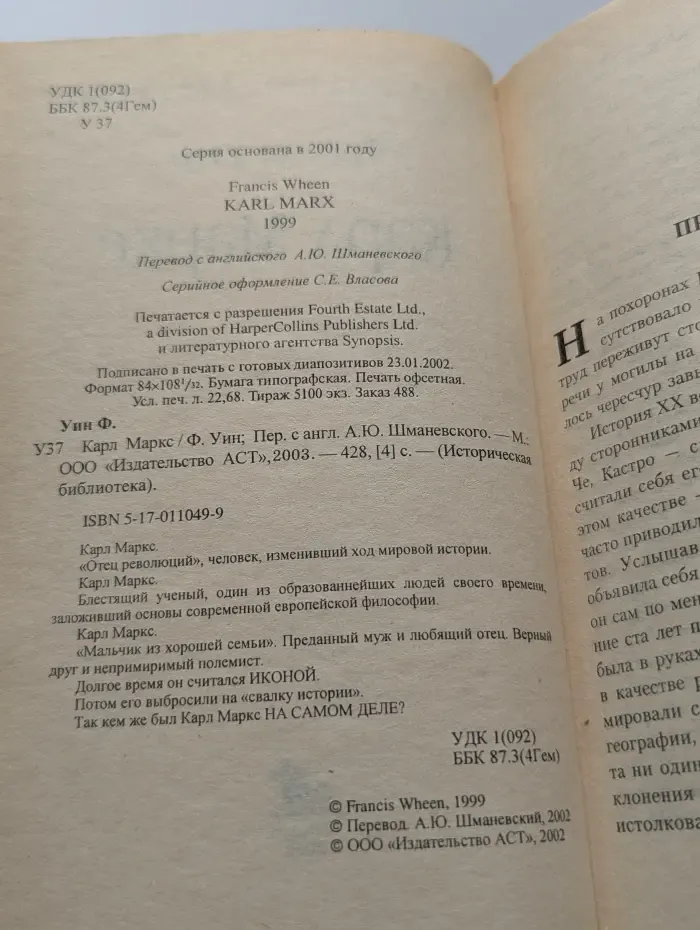 УДК 1(092)
ББК 87.3(4Гем)
У 37
Серия основана в 2001 году
Francis Wheen
KARL MARX
1999
Перевод с английского А.Ю. Шманевского
Серийное оформление С.Е. Власова
Печатается с разрешения Fourth Estate Ltd.,
a division of HarperCollins Publishers Ltd.
и литературного агентства Synopsis.
Подписано в печать с готовых диапозитивов 23.01.2002.
Формат 84×108¹/₃₂. Бумага типографская. Печать офсетная.
Усл. печ. л. 22,68. Тираж 5100 экз. Заказ 488.
Уин Ф.
У37 Карл Маркс / Ф. Уин; Пер. с англ. А.Ю. Шманевского. — М.:
ООО «Издательство АСТ», 2003. — 428, [4] с. — (Историческая
библиотека).
ISBN 5-17-011049-9
Карл Маркс.
«Отец революций», человек, изменивший ход мировой истории.
Карл Маркс.
Блестящий ученый, один из образованнейших людей своего времени,
заложивший основы современной европейской философии.
Карл Маркс.
«Мальчик из хорошей семьи». Преданный муж и любящий отец. Верный
друг и непримиримый полемист.
Долгое время он считался ИКОНОЙ.
Потом его выбросили на «свалку истории».
Так кем же был Карл Маркс НА САМОМ ДЕЛЕ?
УДК 1(092)
ББК 87.3(4Гем)
© Francis Wheen, 1999
© Перевод. А.Ю. Шманевский, 2002
© ООО «Издательство АСТ», 2002
На похоронах
сутствовало
труд переживут
речи у могилы на
лось чересчур
История XX
ду сторонниками
Че, Кастро —
считали себя
этом качестве —
часто приводил
тов. Услышав
объявила себя
он сам по
ние ста лет
была в руках
в качестве
мировали
географии,
та ни один
клонения
истолкова